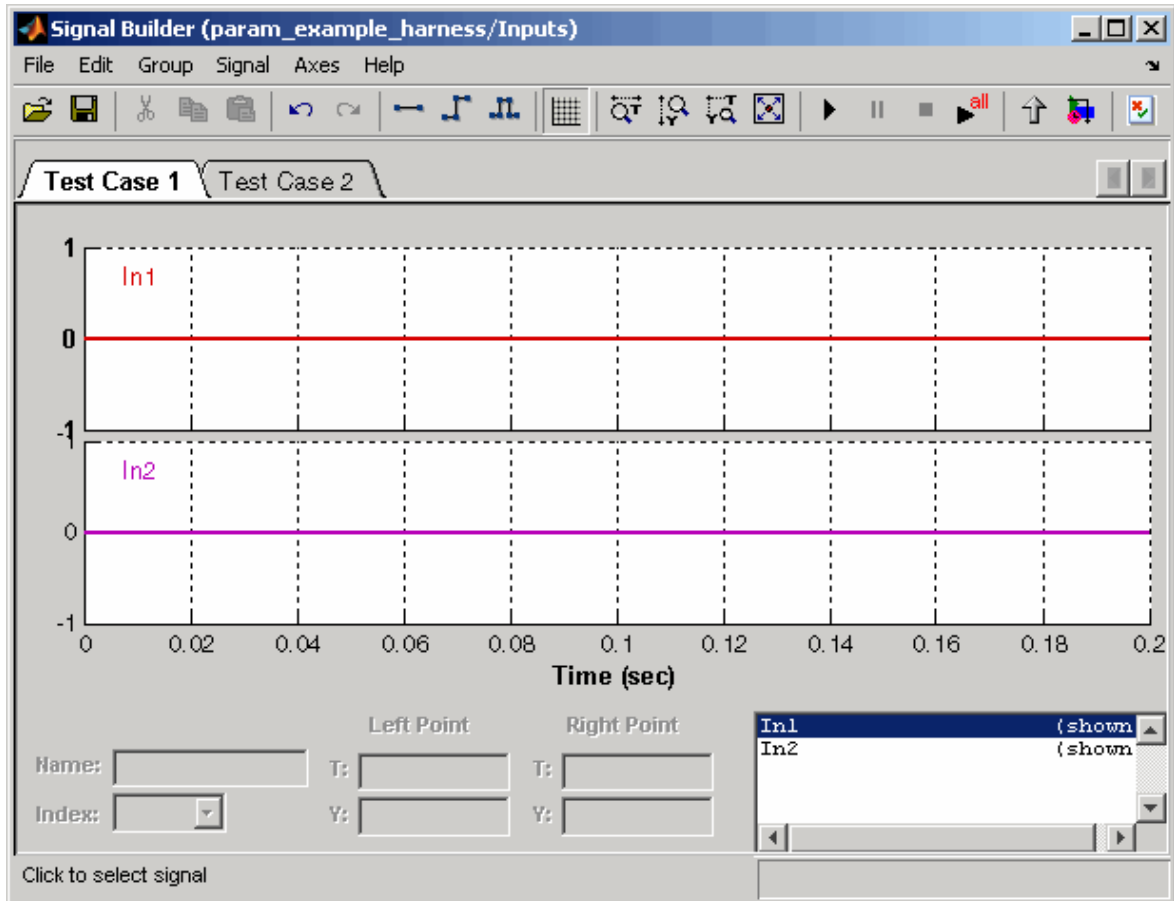 Signal Builder (param_example_harness/Inputs)
File Edit Group Signal Axes Help
all
Test Case 1 Test Case 2
1
In1
0
-1
1
In2
0
-1
0 0.02 0.04 0.06 0.08 0.1 0.12 0.14 0.16 0.18 0.2
Time (sec)
Left Point Right Point
Name: T: T:
Index: Y: Y:
In1 (shown
In2 (shown
Click to select signal